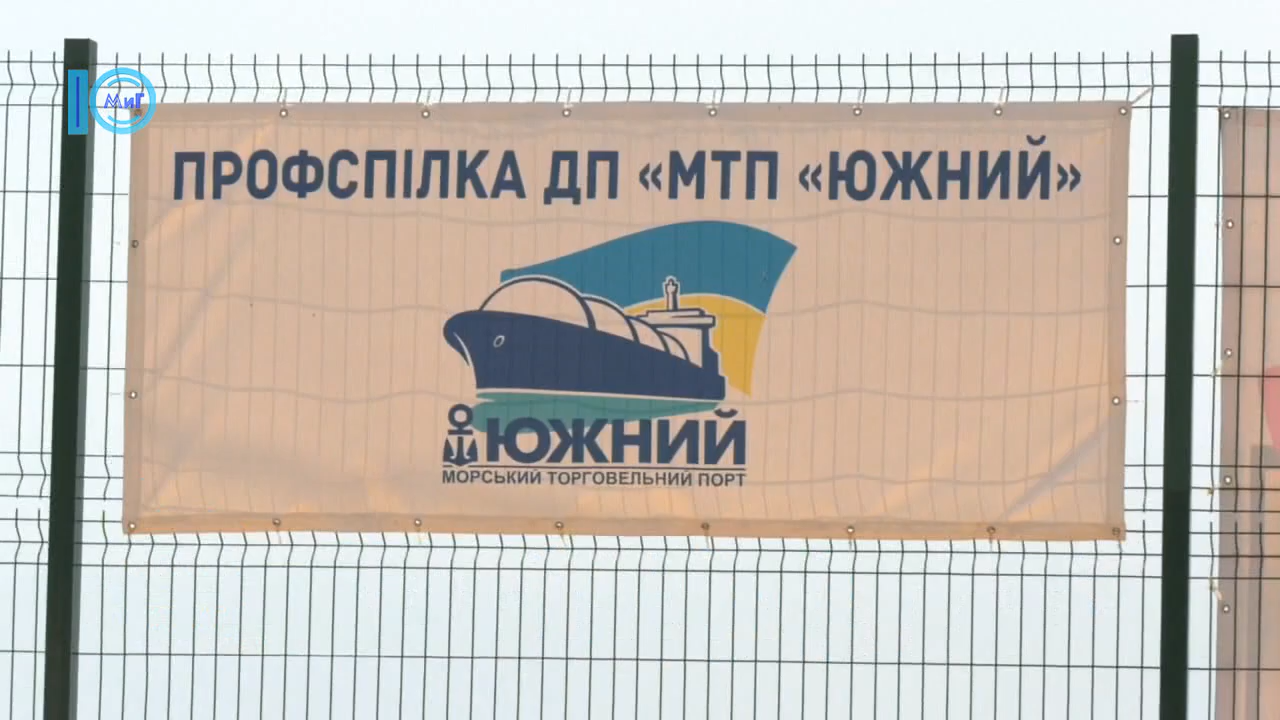 Ю МиГ
ПРОФСПІЛКА ДП «МТП «ЮЖНИЙ»
ЮЖНИЙ
МОРСЬКИЙ ТОРГОВЕЛЬНИЙ ПОРТ